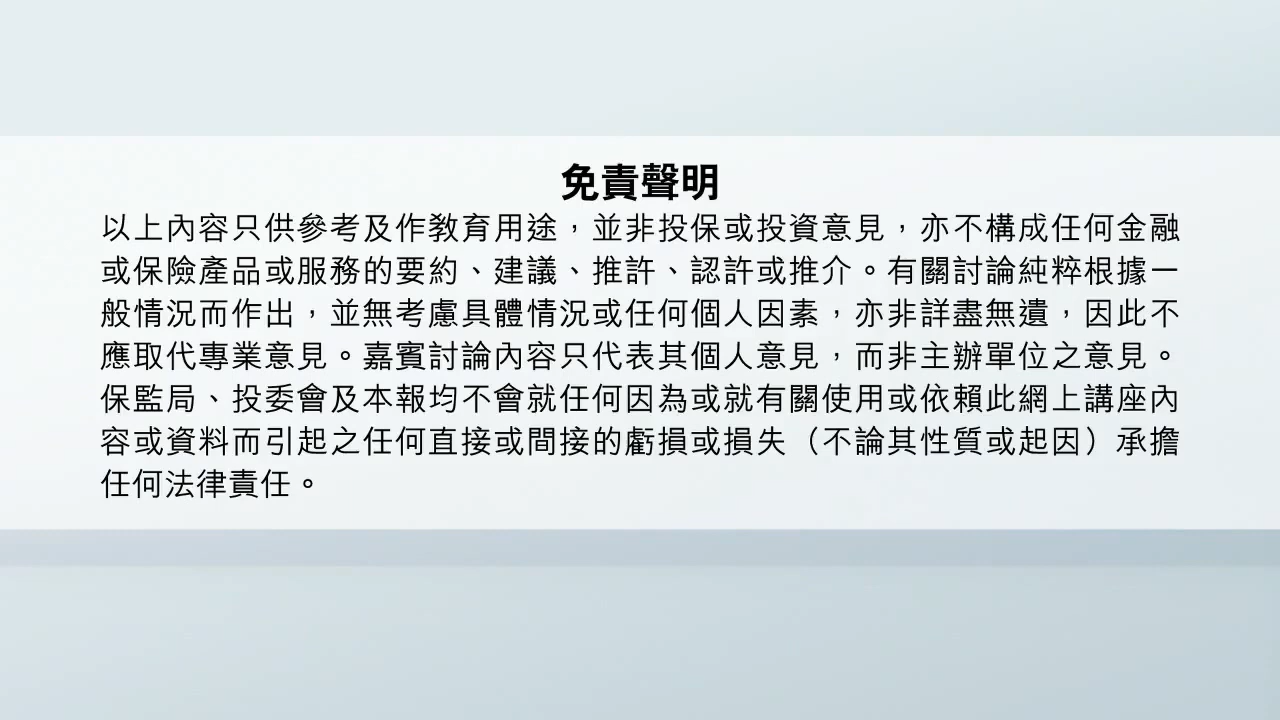 免責聲明
以上內容只供參考及作教育用途，並非投保或投資意見，亦不構成任何金融
或保險產品或服務的要約、建議、推許、認許或推介。有關討論純粹根據一
般情況而作出，並無考慮具體情況或任何個人因素，亦非詳盡無遺，因此不
應取代專業意見。嘉賓討論內容只代表其個人意見，而非主辦單位之意見。
保監局、投委會及本報均不會就任何因為或就有關使用或依賴此網上講座內
容或資料而引起之任何直接或間接的虧損或損失（不論其性質或起因）承擔
任何法律責任。